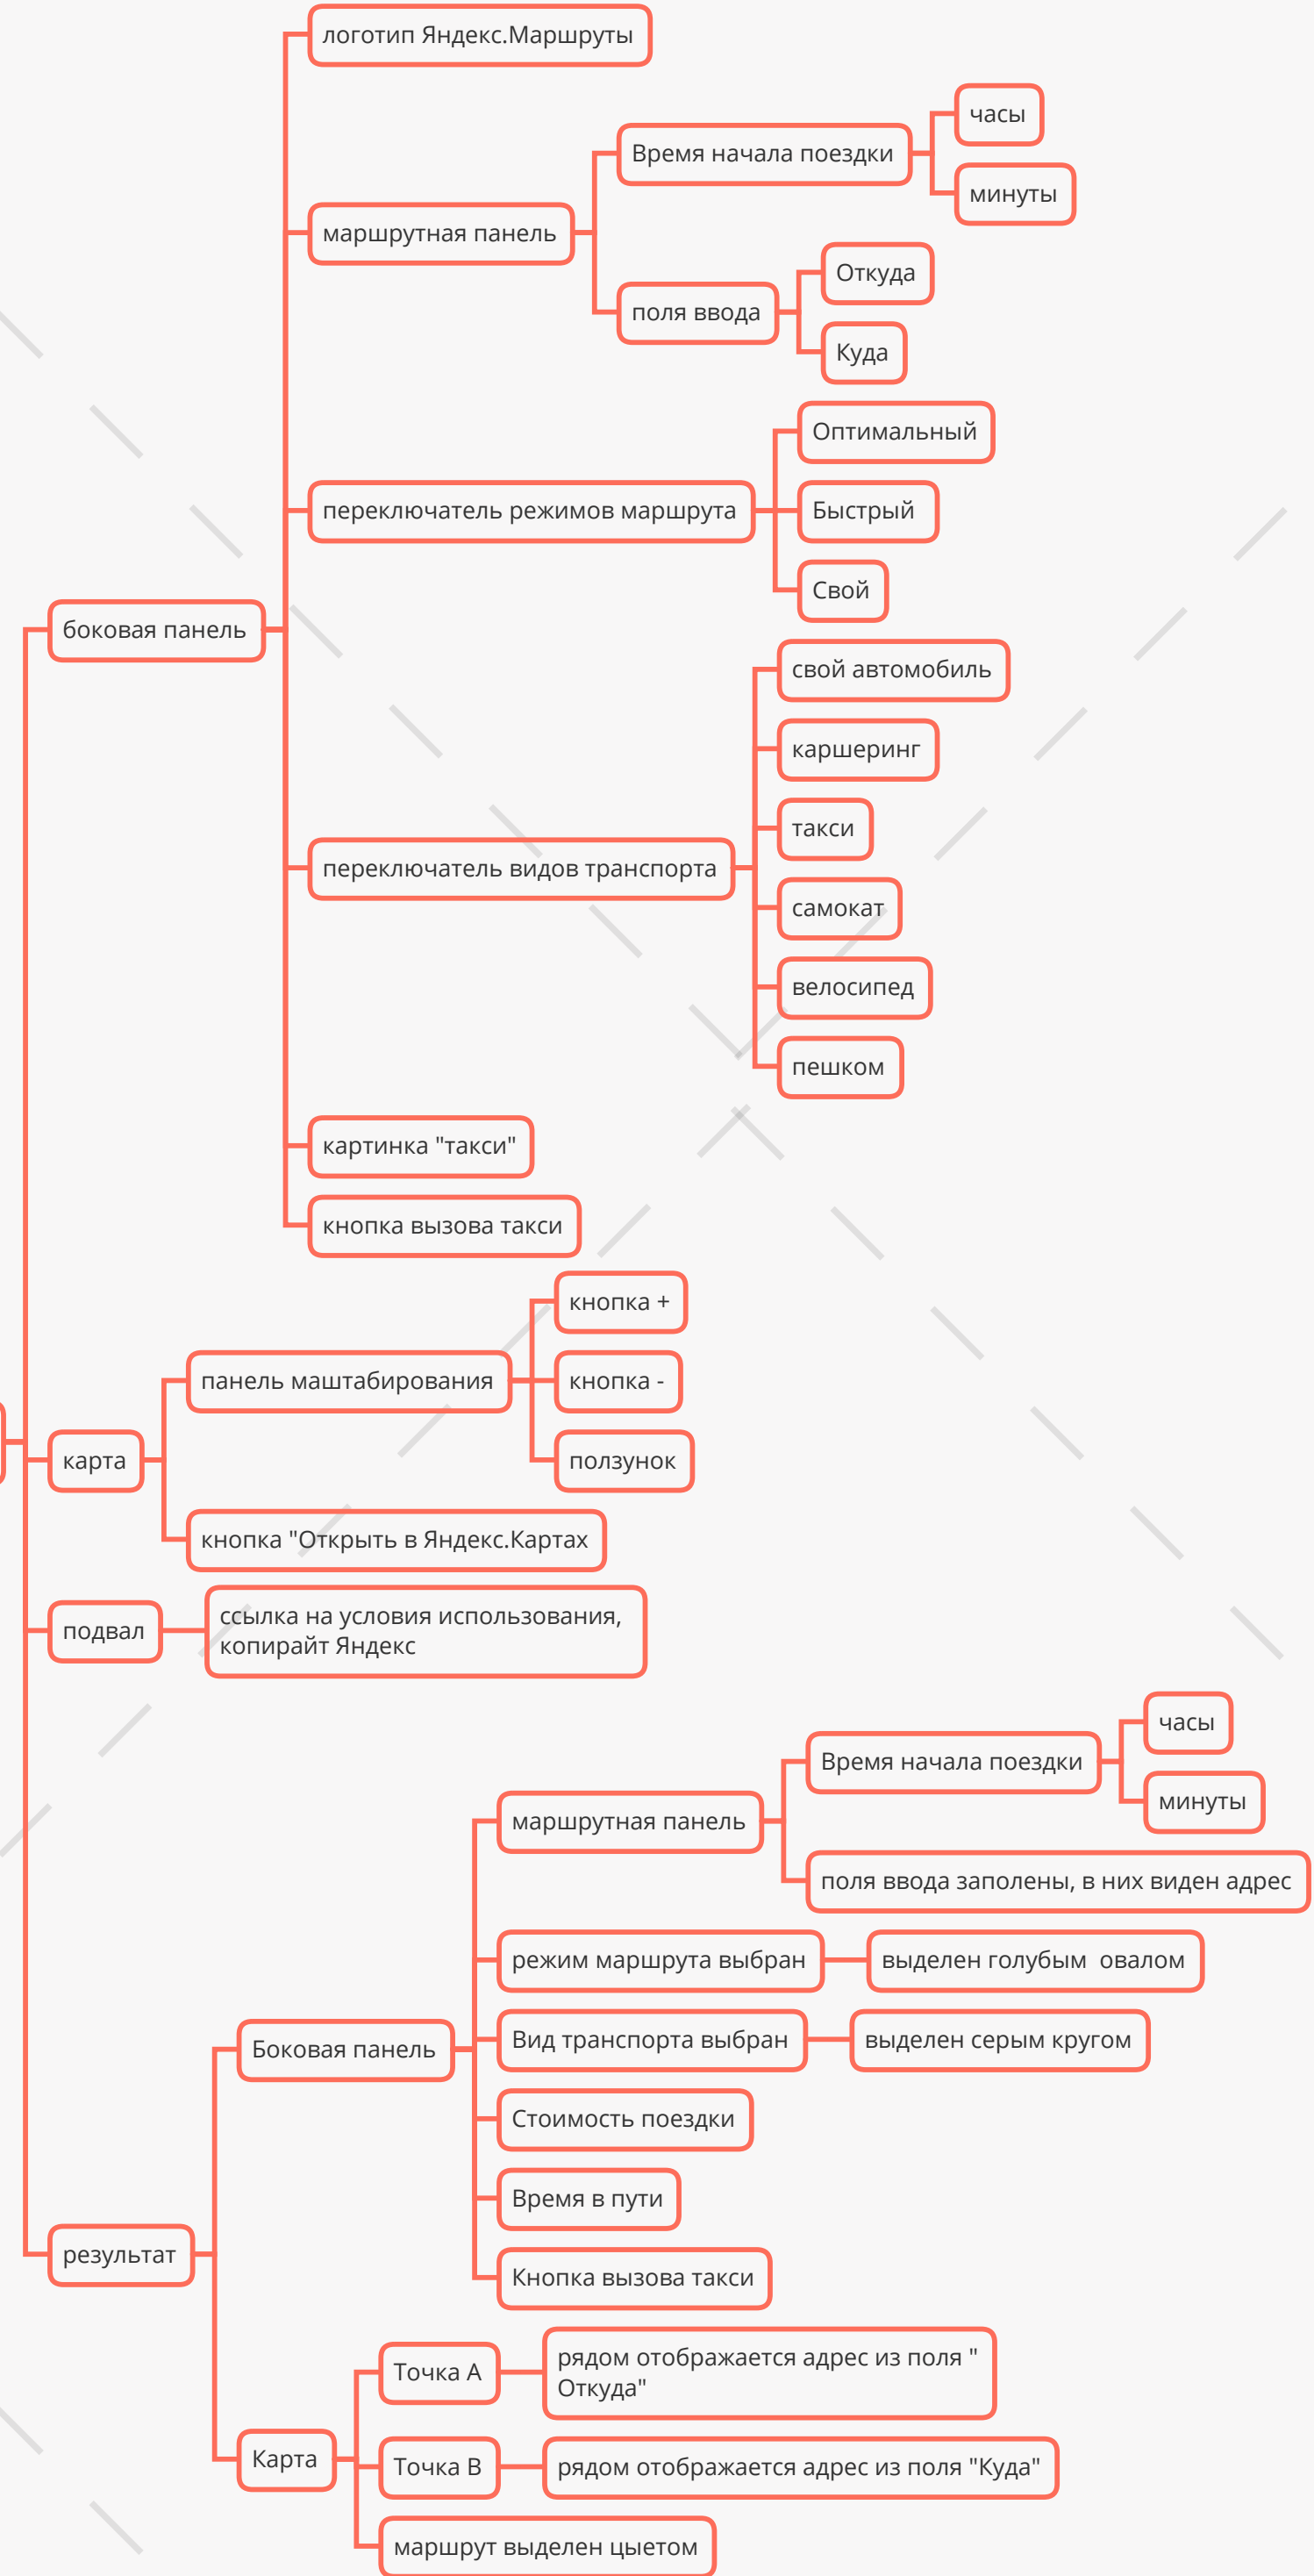 логотип Яндекс.Маршруты
часы
Время начала поездки
минуты
маршрутная панель
Откуда
поля ввода
Куда
Оптимальный
переключатель режимов маршрута
Быстрый
Свой
боковая панель
свой автомобиль
каршеринг
такси
переключатель видов транспорта
самокат
велосипед
пешком
картинка "такси"
кнопка вызова такси
кнопка +
панель маштабирования
кнопка -
карта
ползунок
кнопка "Открыть в Яндекс.Картах
подвал
ссылка на условия использования,
копирайт Яндекс
часы
Время начала поездки
минуты
маршрутная панель
поля ввода заполены, в них виден адрес
режим маршрута выбран
выделен голубым  овалом
Боковая панель
Вид транспорта выбран
выделен серым кругом
Стоимость поездки
Время в пути
результат
Кнопка вызова такси
Точка А
рядом отображается адрес из поля "
Откуда"
Карта
Точка В
рядом отображается адрес из поля "Куда"
маршрут выделен цыетом